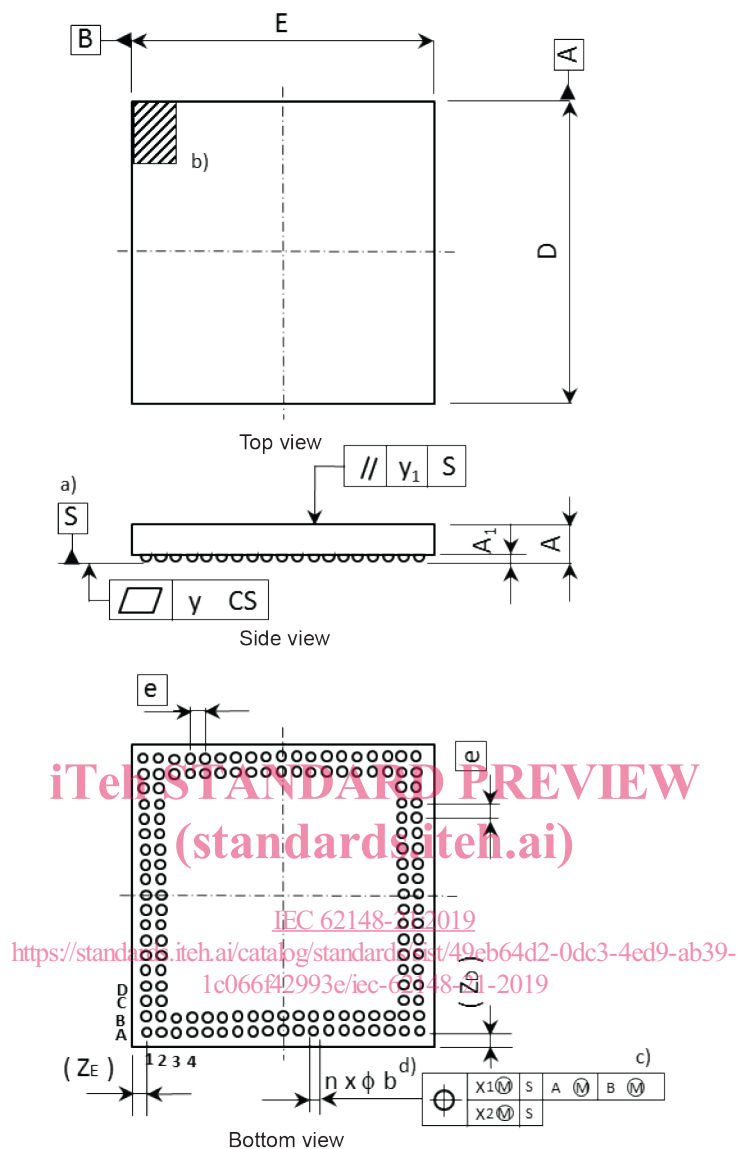 B
E
A
b)
D
Top view
// y1 S
a)
S
A1
A
y CS
Side view
e
e
iTeh STANDARD PREVIEW
(standards.iteh.ai)
IEC 62148-21:2019
https://standards.iteh.ai/catalog/standards/sist/49eb64d2-0dc3-4ed9-ab39-
1c066f42993e/iec-62148-21-2019
(ZD)
D
C
B
A
1 2 3 4
(ZE)
n x ϕ b d)
c)
X1Ⓜ S A Ⓜ B Ⓜ
X2Ⓜ S
Bottom view